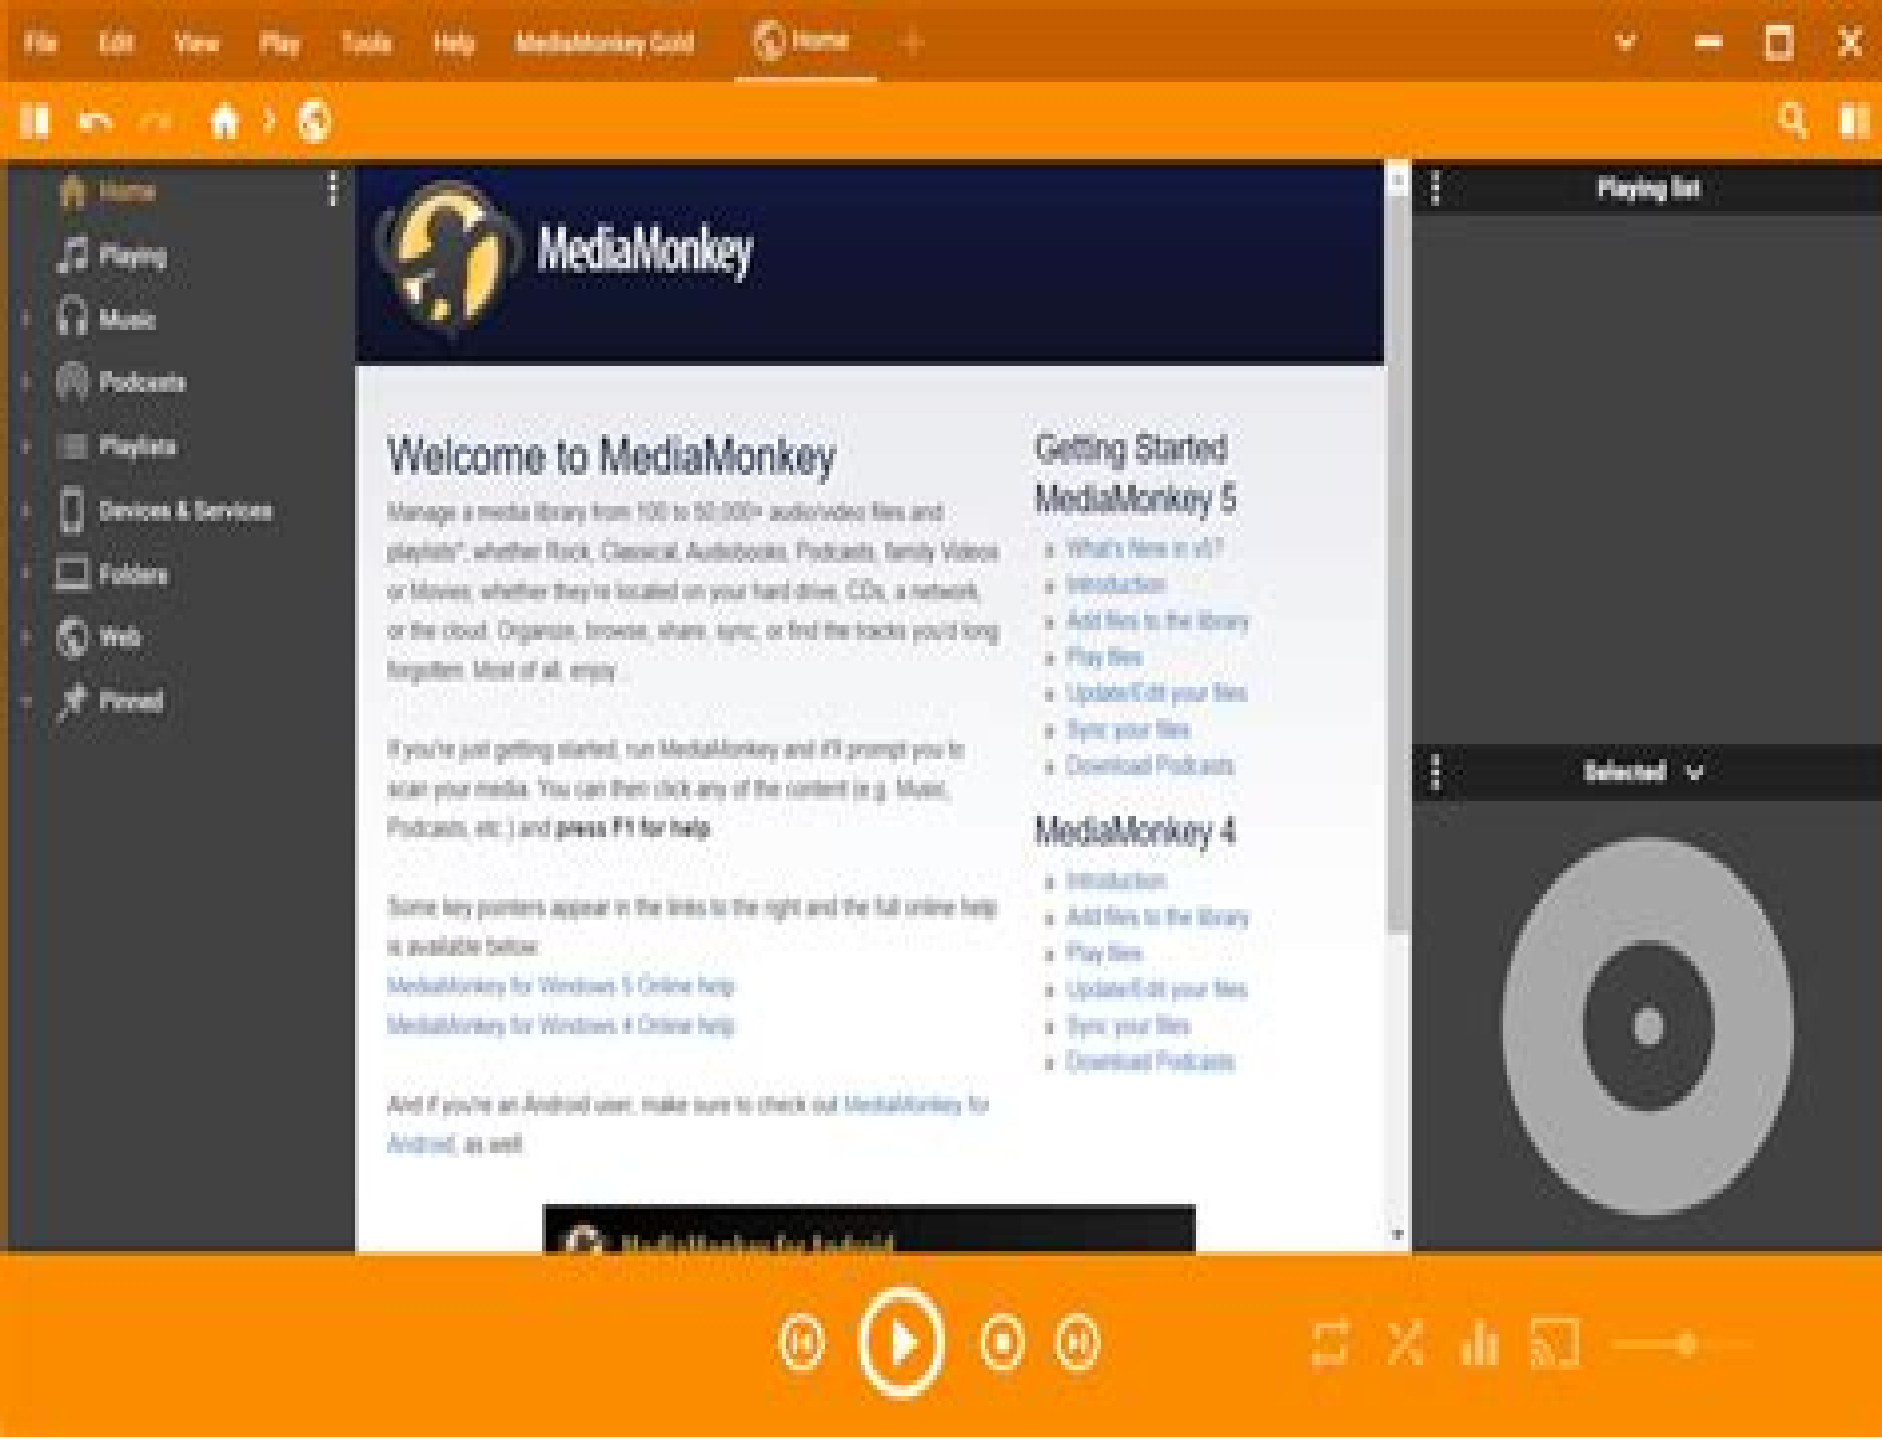 File Edit View Play Tools Help MediaMonkey Gold Home +
Home
Playing
Music
Podcasts
Playlists
Devices & Services
Folders
Web
Pinned
MediaMonkey
Welcome to MediaMonkey
Manage a media library from 100 to 50,000+ audio/video files and
playlists*, whether Rock, Classical, Audiobooks, Podcasts, family Videos
or Movies; whether they're located on your hard drive, CDs, a network,
or the cloud. Organize, browse, share, sync, or find the tracks you'd long
forgotten. Most of all, enjoy...
If you're just getting started, run MediaMonkey and it'll prompt you to
scan your media. You can then click any of the content (e.g. Music,
Podcasts, etc.) and press F1 for help.
Some key pointers appear in the links to the right and the full online help
is available below:
MediaMonkey for Windows 5 Online help
MediaMonkey for Windows 4 Online help
And if you're an Android user, make sure to check out MediaMonkey for
Android, as well.
MediaMonkey for Android
Getting Started
MediaMonkey 5
What's New in v5?
Introduction
Add files to the library
Play files
Update/Edit your files
Sync your files
Download Podcasts
MediaMonkey 4
Introduction
Add files to the library
Play files
Update/Edit your files
Sync your files
Download Podcasts
Playing list
Selected